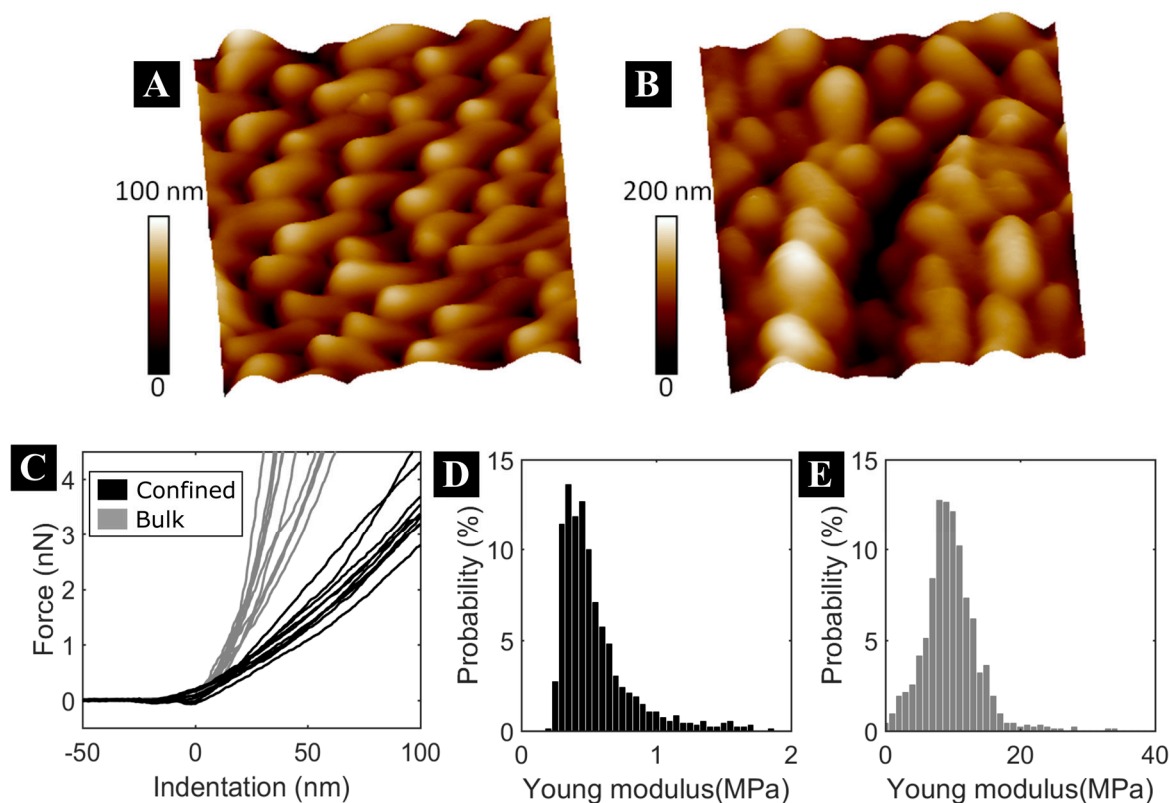 A
100 nm
0
B
200 nm
0
C
Confined
Bulk
4
3
2
1
0
Force (nN)
-50
0
50
100
Indentation (nm)
D
15
10
5
0
Probability (%)
0
1
2
Young modulus(MPa)
E
15
10
5
0
Probability (%)
0
20
40
Young modulus(MPa)